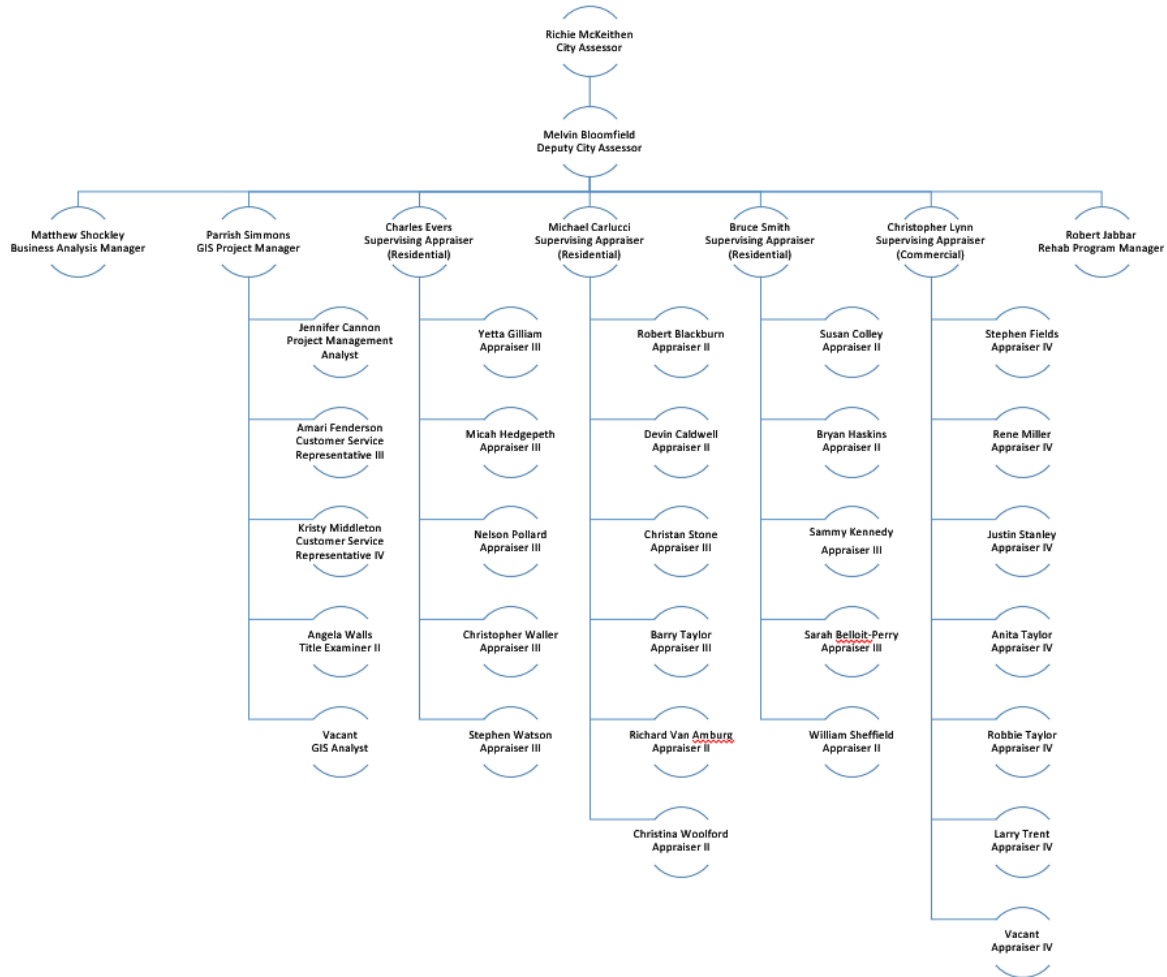 Richie McKeithen
City Assessor
Melvin Bloomfield
Deputy City Assessor
Matthew Shockley
Business Analysis Manager
Parrish Simmons
GIS Project Manager
Charles Evers
Supervising Appraiser
(Residential)
Michael Carlucci
Supervising Appraiser
(Residential)
Bruce Smith
Supervising Appraiser
(Residential)
Christopher Lynn
Supervising Appraiser
(Commercial)
Robert Jabbar
Rehab Program Manager
Jennifer Cannon
Project Management
Analyst
Amari Fenderson
Customer Service
Representative III
Kristy Middleton
Customer Service
Representative IV
Angela Walls
Title Examiner II
Vacant
GIS Analyst
Yetta Gilliam
Appraiser III
Micah Hedgepeth
Appraiser III
Nelson Pollard
Appraiser III
Christopher Waller
Appraiser III
Stephen Watson
Appraiser III
Robert Blackburn
Appraiser II
Devin Caldwell
Appraiser II
Christan Stone
Appraiser III
Barry Taylor
Appraiser III
Richard Van Amburg
Appraiser II
Christina Woolford
Appraiser II
Susan Colley
Appraiser II
Bryan Haskins
Appraiser II
Sammy Kennedy
Appraiser III
Sarah Belloit-Perry
Appraiser III
William Sheffield
Appraiser II
Stephen Fields
Appraiser IV
Rene Miller
Appraiser IV
Justin Stanley
Appraiser IV
Anita Taylor
Appraiser IV
Robbie Taylor
Appraiser IV
Larry Trent
Appraiser IV
Vacant
Appraiser IV